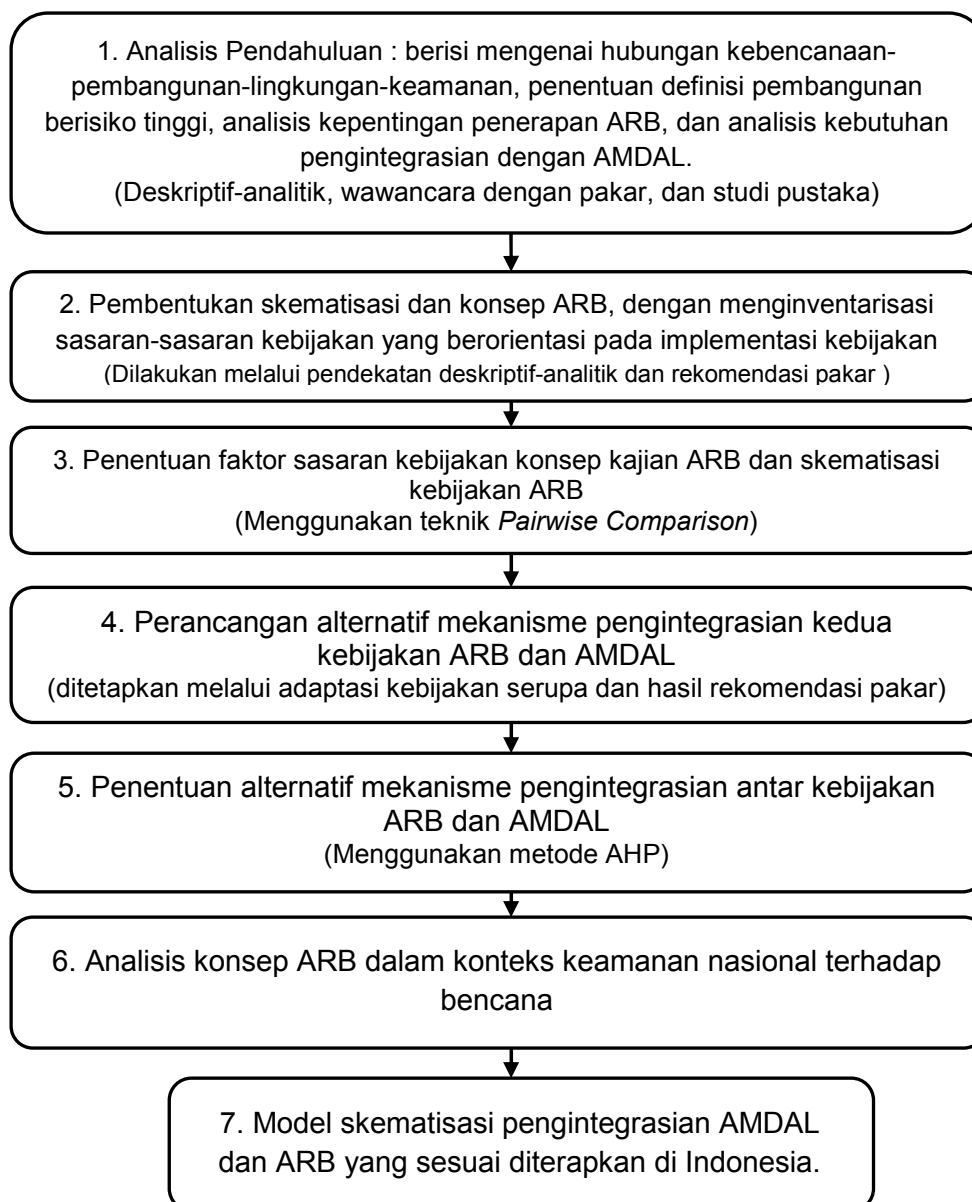 1. Analisis Pendahuluan : berisi mengenai hubungan kebencanaan-
pembangunan-lingkungan-keamanan, penentuan definisi pembangunan
berisiko tinggi, analisis kepentingan penerapan ARB, dan analisis kebutuhan
pengintegrasian dengan AMDAL.
(Deskriptif-analitik, wawancara dengan pakar, dan studi pustaka)
2. Pembentukan skematisasi dan konsep ARB, dengan menginventarisasi
sasaran-sasaran kebijakan yang berorientasi pada implementasi kebijakan
(Dilakukan melalui pendekatan deskriptif-analitik dan rekomendasi pakar )
3. Penentuan faktor sasaran kebijakan konsep kajian ARB dan skematisasi
kebijakan ARB
(Menggunakan teknik Pairwise Comparison)
4. Perancangan alternatif mekanisme pengintegrasian kedua
kebijakan ARB dan AMDAL
(ditetapkan melalui adaptasi kebijakan serupa dan hasil rekomendasi pakar)
5. Penentuan alternatif mekanisme pengintegrasian antar kebijakan
ARB dan AMDAL
(Menggunakan metode AHP)
6. Analisis konsep ARB dalam konteks keamanan nasional terhadap
bencana
7. Model skematisasi pengintegrasian AMDAL
dan ARB yang sesuai diterapkan di Indonesia.